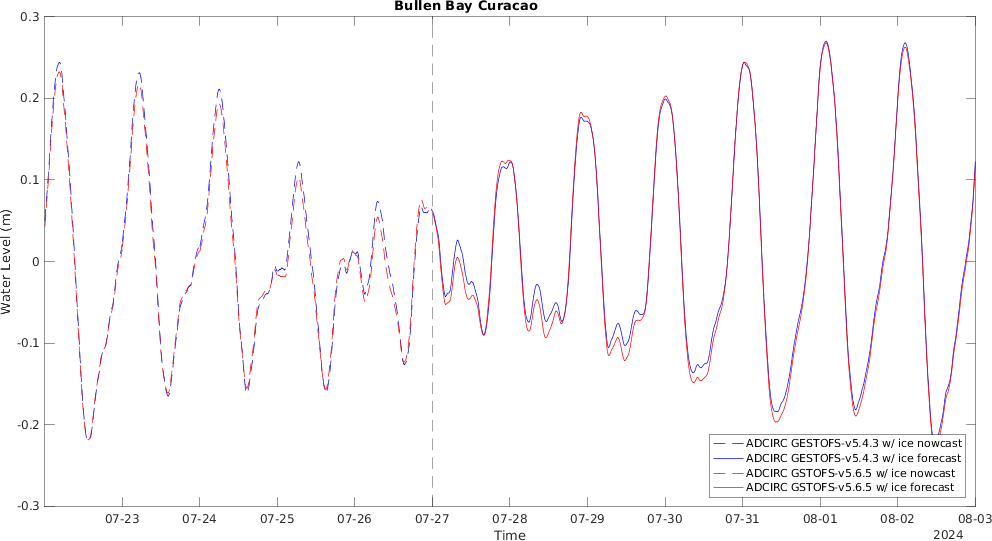 Bullen Bay Curacao
0.3
0.2
0.1
0
-0.1
-0.2
-0.3
Water Level (m)
07-23 07-24 07-25 07-26 07-27 07-28 07-29 07-30 07-31 08-01 08-02 08-03
Time
2024
ADCIRC GESTOFS-v5.4.3 w/ ice nowcast
ADCIRC GESTOFS-v5.4.3 w/ ice forecast
ADCIRC GSTOFS-v5.6.5 w/ ice nowcast
ADCIRC GSTOFS-v5.6.5 w/ ice forecast